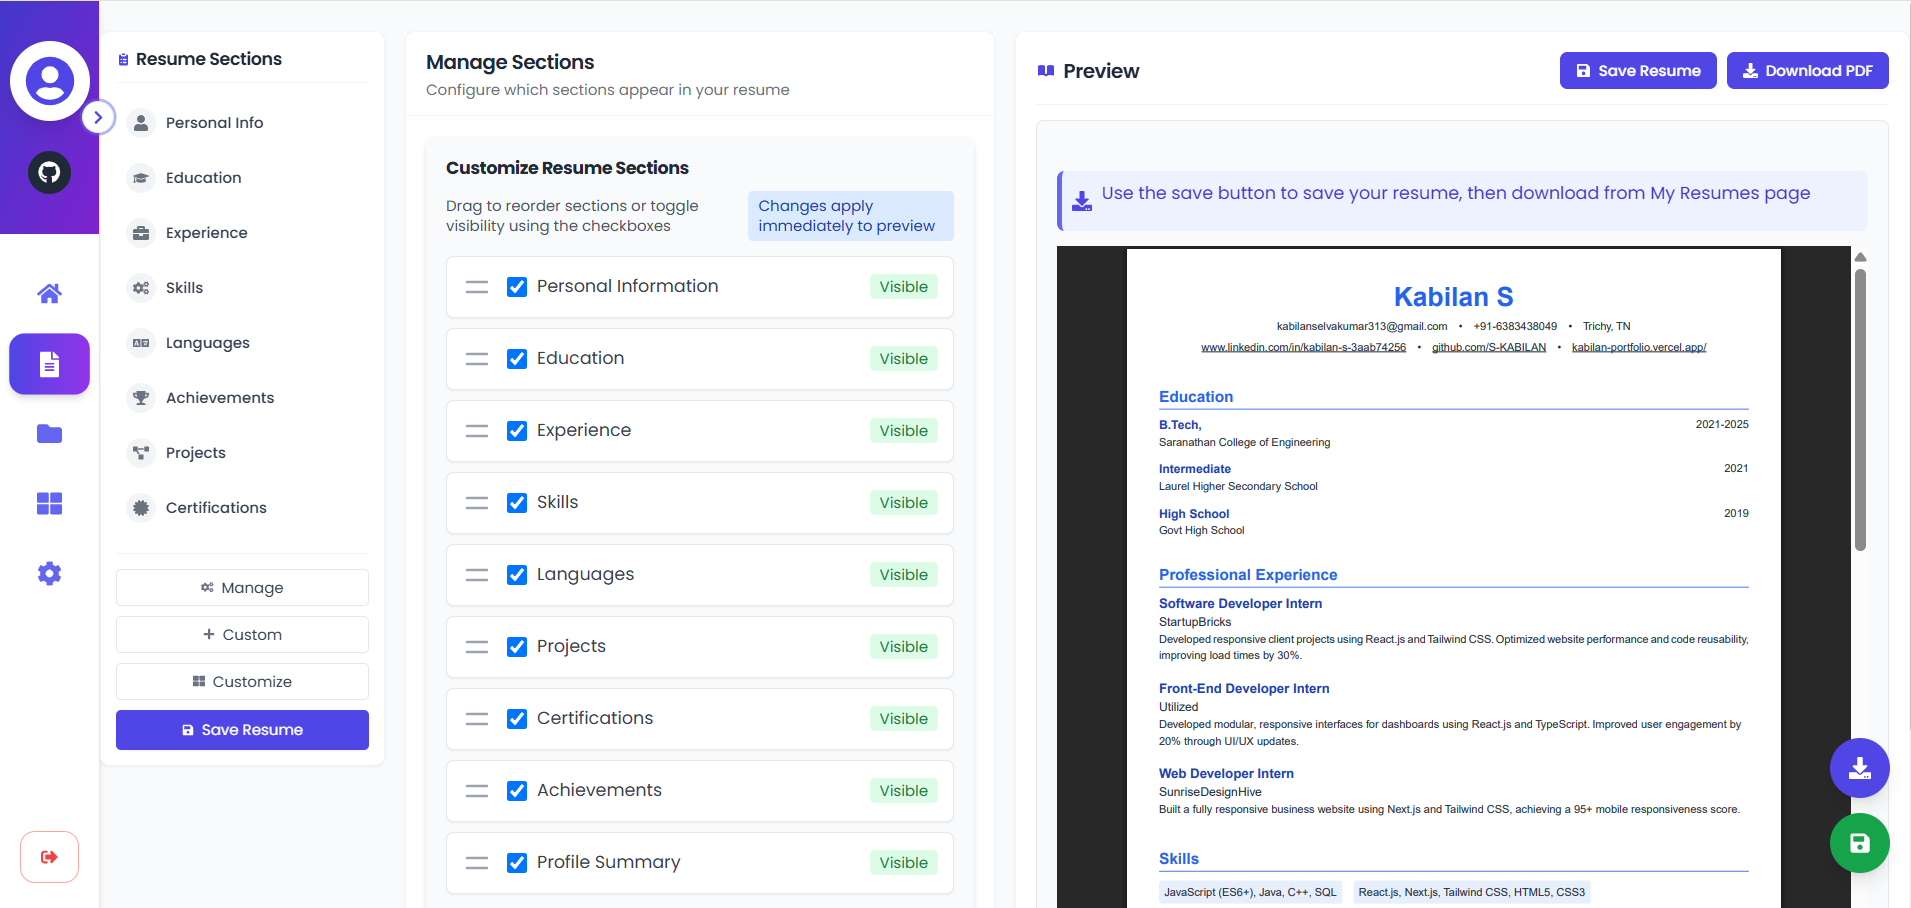 Resume Sections
Personal Info
Education
Experience
Skills
Languages
Achievements
Projects
Certifications
Manage
Custom
Customize
Save Resume
Manage Sections
Configure which sections appear in your resume
Customize Resume Sections
Drag to reorder sections or toggle
visibility using the checkboxes
Changes apply
immediately to preview
Personal Information Visible
Education Visible
Experience Visible
Skills Visible
Languages Visible
Projects Visible
Certifications Visible
Achievements Visible
Profile Summary Visible
Preview
Save Resume
Download PDF
Use the save button to save your resume, then download from My Resumes page
Kabilan S
kabilanselvakumar313@gmail.com • +91-6383438049 • Trichy, TN
www.linkedin.com/in/kabilan-s-3aab74256 • github.com/S-KABILAN • kabilan-portfolio.vercel.app/
Education
B.Tech, 2021-2025
Saranathan College of Engineering
Intermediate 2021
Laurel Higher Secondary School
High School 2019
Govt High School
Professional Experience
Software Developer Intern
StartupBricks
Developed responsive client projects using React.js and Tailwind CSS. Optimized website performance and code reusability,
improving load times by 30%.
Front-End Developer Intern
Utilized
Developed modular, responsive interfaces for dashboards using React.js and TypeScript. Improved user engagement by
20% through UI/UX updates.
Web Developer Intern
SunriseDesignHive
Built a fully responsive business website using Next.js and Tailwind CSS, achieving a 95+ mobile responsiveness score.
Skills
JavaScript (ES6+), Java, C++, SQL React.js, Next.js, Tailwind CSS, HTML5, CSS3